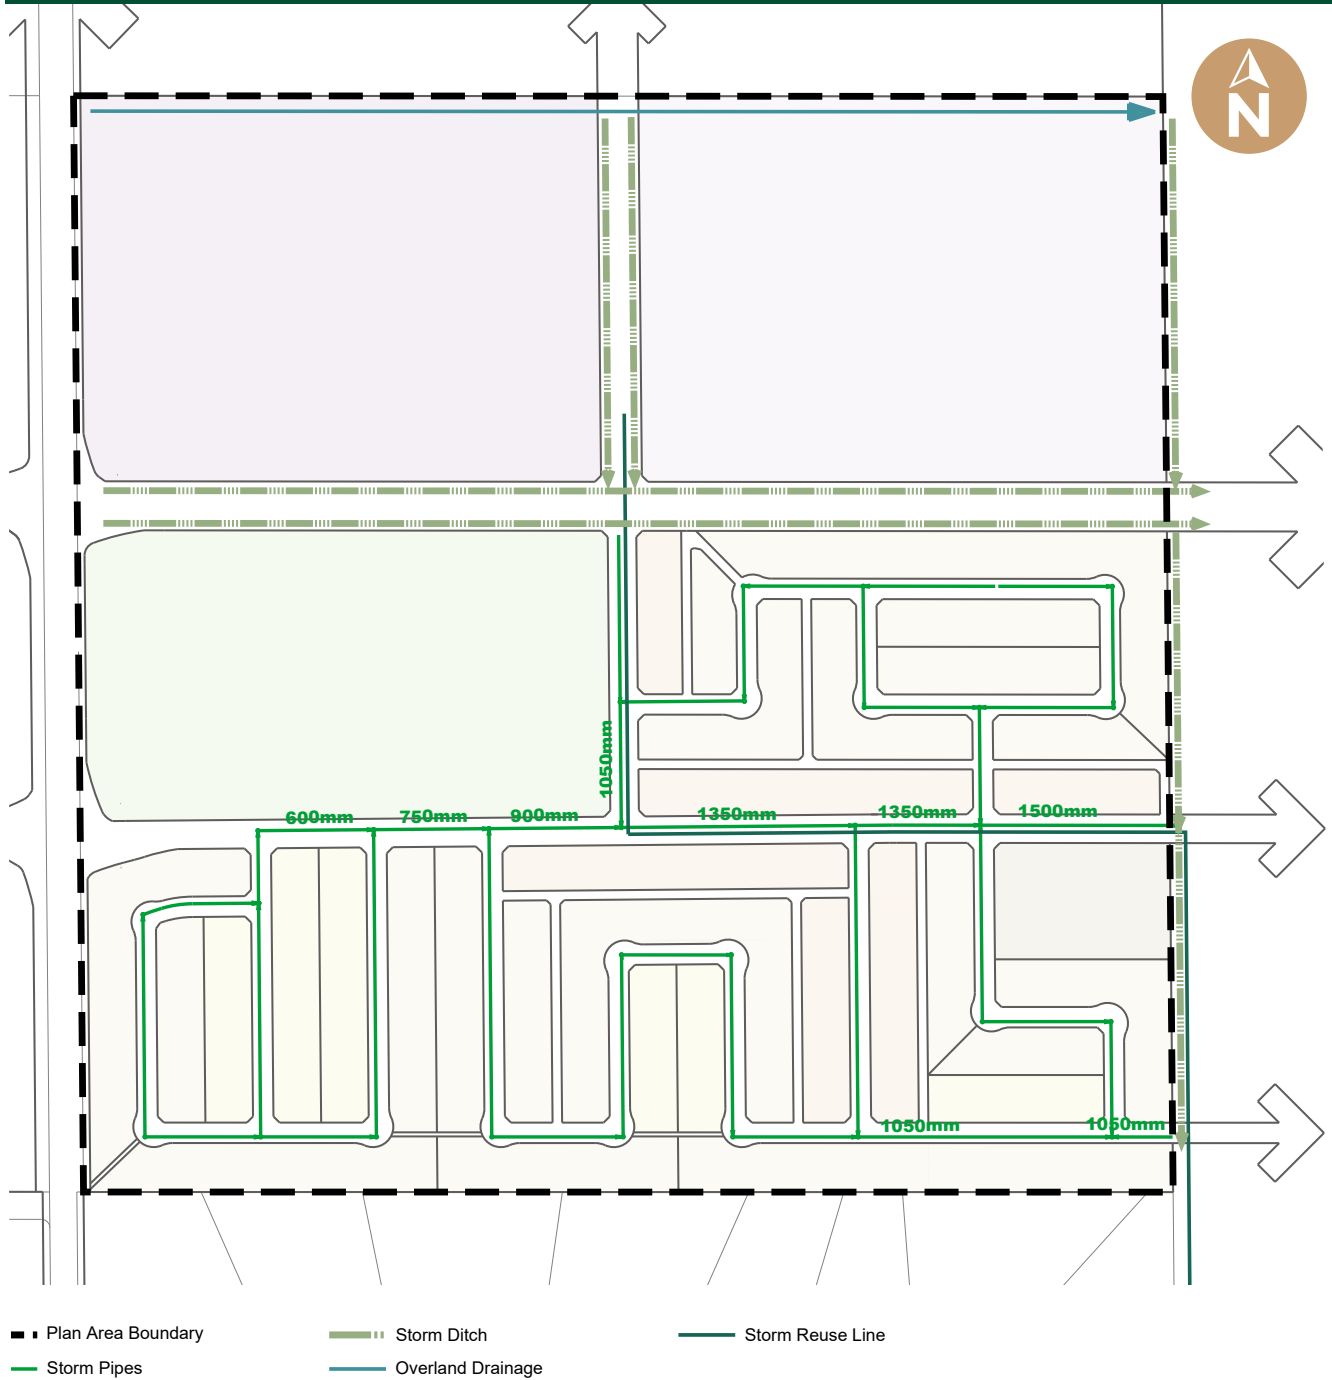 N
1050mm
600mm
750mm
900mm
1350mm
1350mm
1500mm
1050mm
1050mm
Plan Area Boundary
Storm Ditch
Storm Reuse Line
Storm Pipes
Overland Drainage